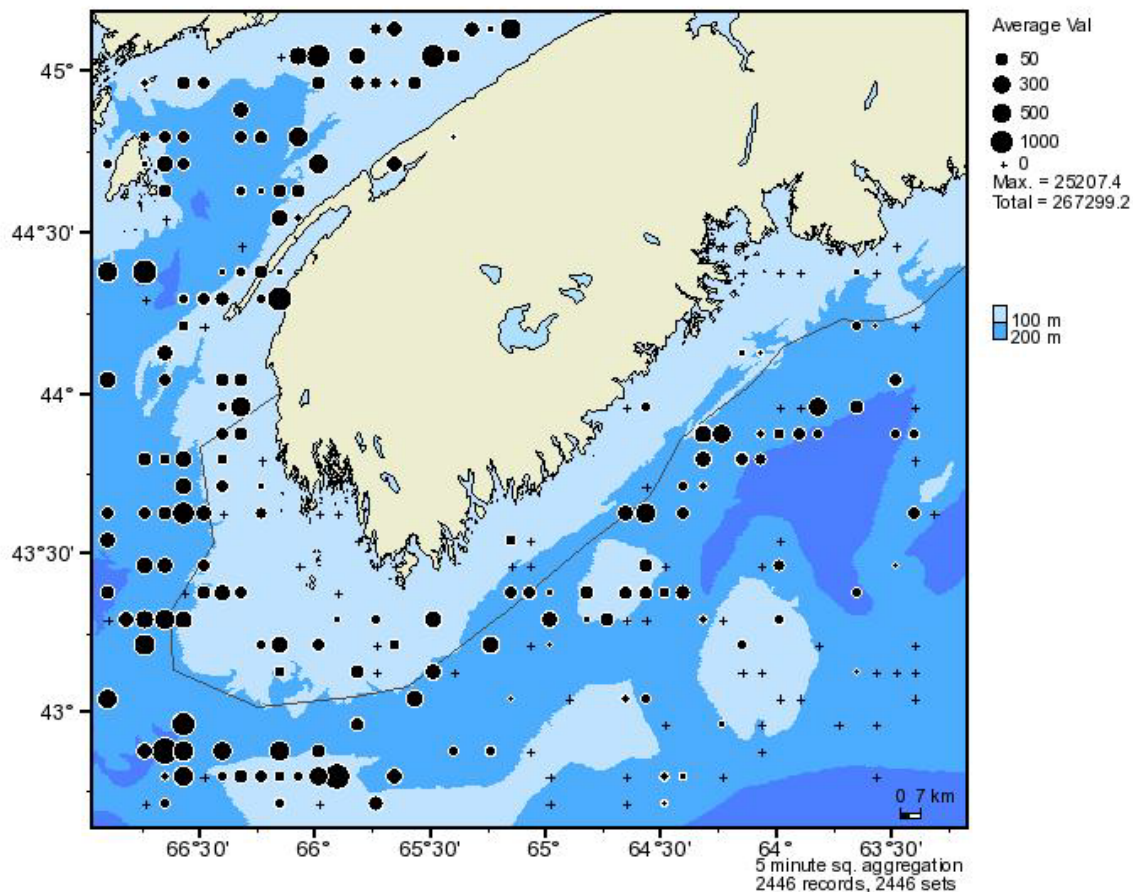 Average Val
50
300
500
1000
+ 0
Max. = 25207.4
Total = 267299.2
100 m
200 m
45°
44°30'
44°
43°30'
43°
0 7 km
66°30' 66° 65°30' 65° 64°30' 64° 63°30'
5 minute sq. aggregation
2446 records, 2446 sets